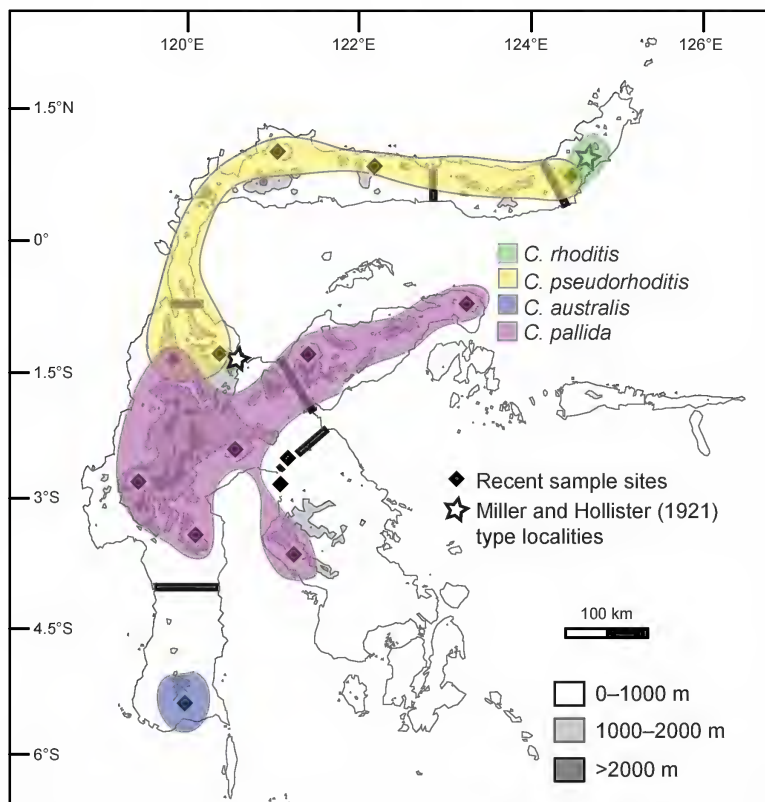 120°E 122°E 124°E 126°E
1.5°N
0°
C. rhoditis
C. pseudorhoditis
C. australis
C. pallida
1.5°S
Recent sample sites
3°S
Miller and Hollister (1921)
type localities
100 km
4.5°S
0–1000 m
1000–2000 m
6°S
>2000 m